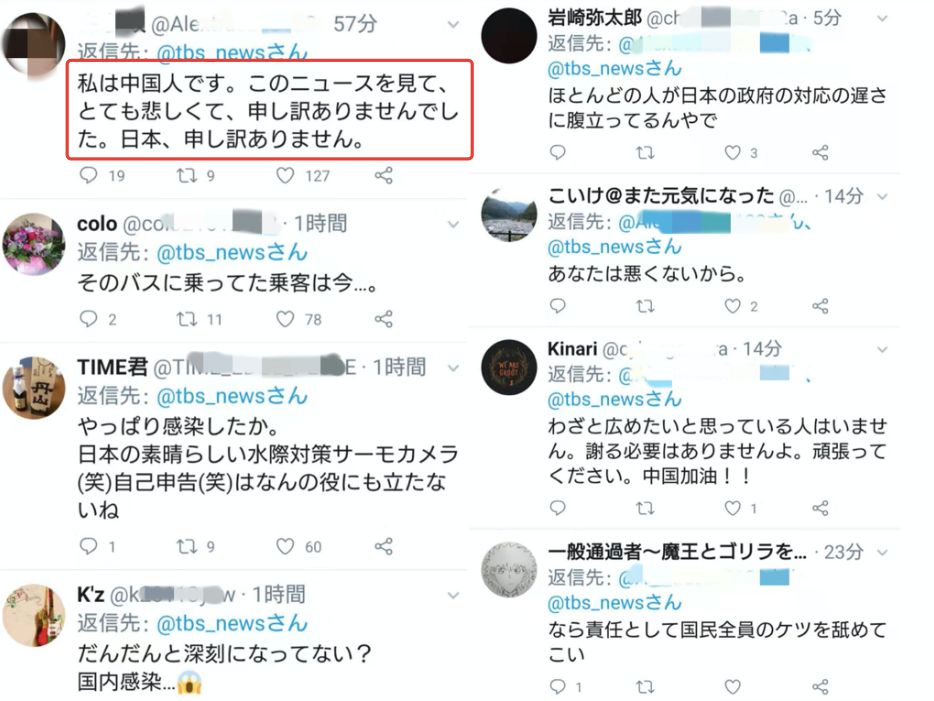 @Ale 57分
返信先: @tbs_newsさん
私は中国人です。このニュースを見て、
とても悲しくて、申し訳ありませんでし
た。日本、申し訳ありません。
19 9 127
colo @co · 1時間
返信先: @tbs_newsさん
そのバスに乗ってた乗客は今...。
2 11 78
TIME君 @TI E · 1時間
返信先: @tbs_newsさん
やっぱり感染したか。
日本の素晴らしい水際対策サーモカメラ
(笑)自己申告(笑)はなんの役にも立たな
いね
1 9 60
K'z @k w · 1時間
返信先: @tbs_newsさん
だんだんと深刻になってない？
国内感染...😱
岩崎弥太郎 @ch a · 5分
返信先: @ 、
@tbs_newsさん
ほとんどの人が日本の政府の対応の遅さ
に腹立ってるんやで
3
こいけ＠また元気になった @... · 14分
返信先: @Al さん、
@tbs_newsさん
あなたは悪くないから。
2
Kinari @c ra · 14分
返信先: @ 、
@tbs_newsさん
わざと広めたいと思っている人はいませ
ん。謝る必要はありませんよ。頑張って
ください。中国加油！！
1
一般通過者〜魔王とゴリラを... · 23分
返信先: @
@tbs_newsさん
なら責任として国民全員のケツを舐めて
こい
1